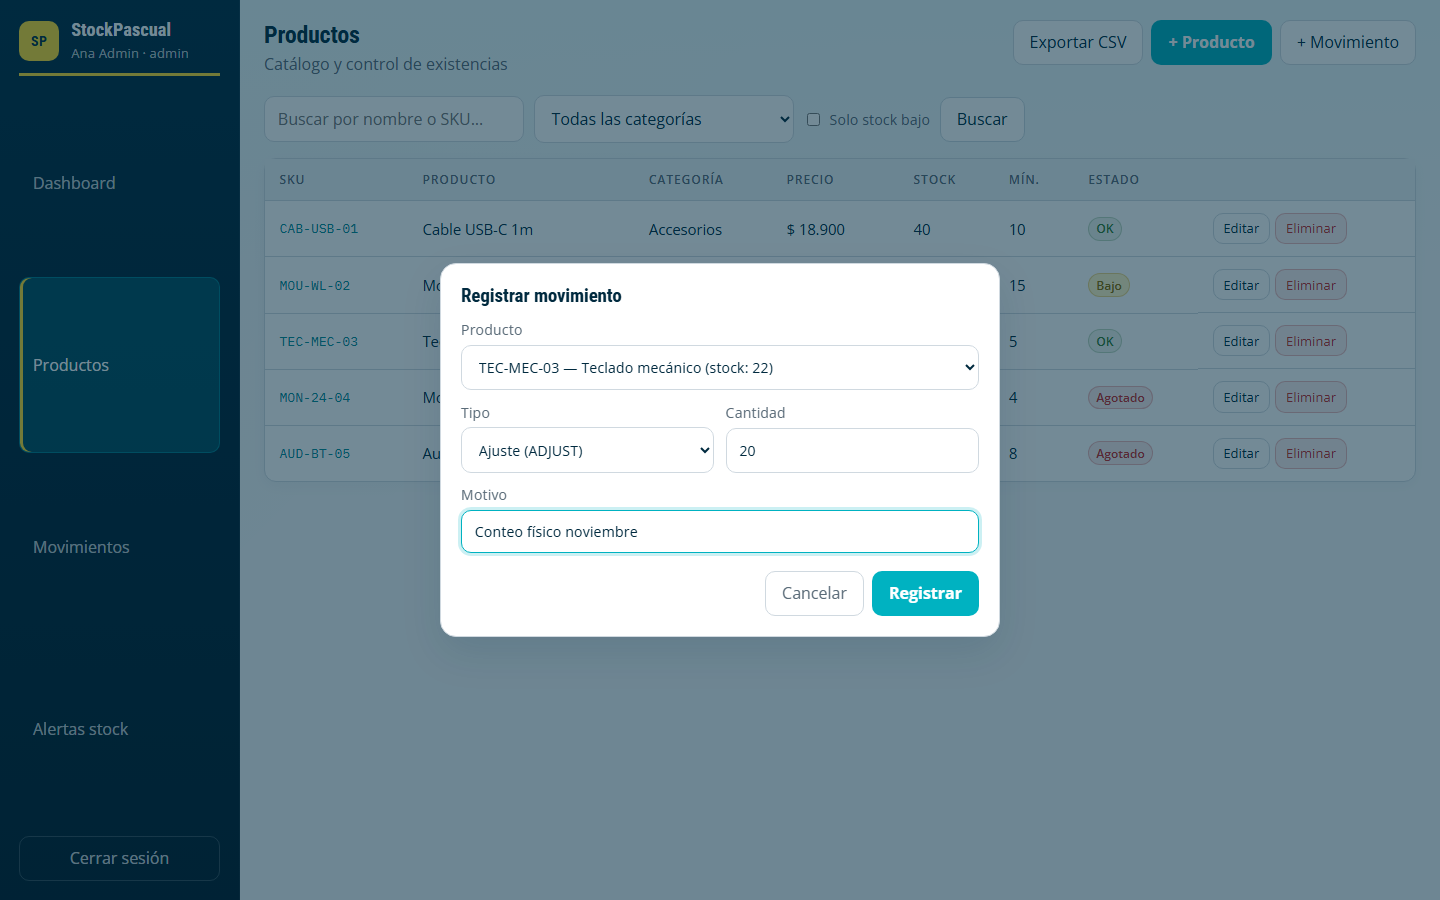 SP
StockPascual
Ana Admin · admin
Dashboard
Productos
Movimientos
Alertas stock
Cerrar sesión
Productos
Catálogo y control de existencias
Exportar CSV
+ Producto
+ Movimiento
Buscar por nombre o SKU...
Todas las categorías
Solo stock bajo
Buscar
SKU PRODUCTO CATEGORÍA PRECIO STOCK MÍN. ESTADO
CAB-USB-01 Cable USB-C 1m Accesorios $ 18.900 40 10 OK Editar Eliminar
MOU-WL-02 15 Bajo Editar Eliminar
TEC-MEC-03 5 OK Editar Eliminar
MON-24-04 4 Agotado Editar Eliminar
AUD-BT-05 8 Agotado Editar Eliminar
Registrar movimiento
Producto
TEC-MEC-03 — Teclado mecánico (stock: 22)
Tipo Cantidad
Ajuste (ADJUST) 20
Motivo
Conteo físico noviembre
Cancelar Registrar